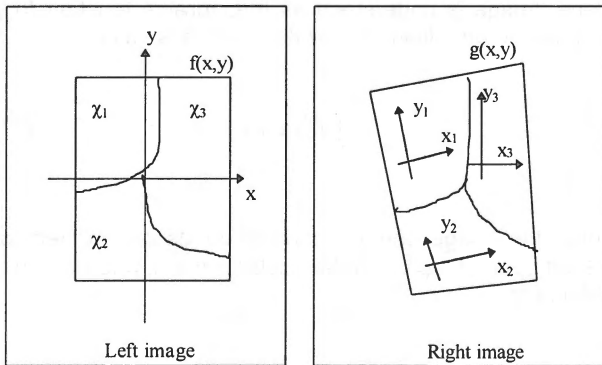 y
f(x,y)
χ₁
χ₃
x
χ₂
Left image
g(x,y)
y₁
y₃
x₁
x₃
y₂
x₂
Right image